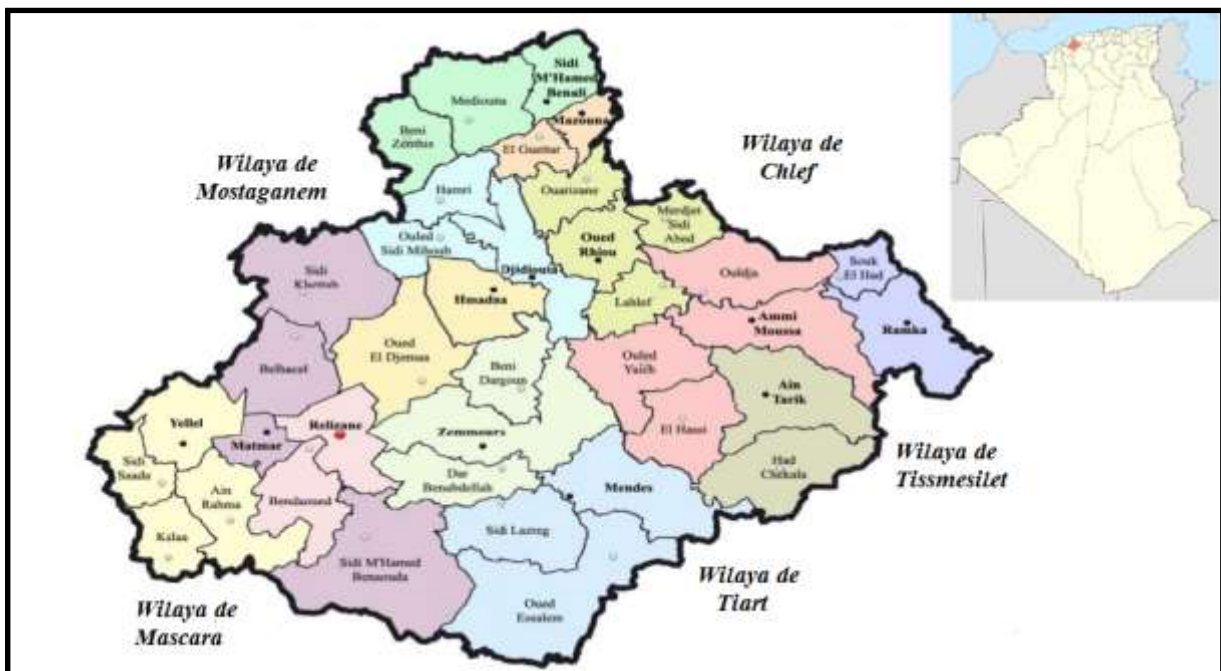 Sidi
M'Hamed
Benali
Mediouna
Mazouna
Beni
Zentius
El Guettar
Wilaya de
Mostaganem
Wilaya de
Chlef
Hamri
Ouarizane
Merdjet
Sidi
Abed
Ouled
Sidi Mihoub
Oued
Rhiou
Djidiouia
Ouldja
Souk
El Had
Sidi
Khettab
Hmadna
Lahlef
Ammi
Moussa
Ramka
Oued
El Djemaa
Beni
Dargoun
Ouled
Yaich
Belhacel
Ain
Tarik
Yellel
Matmar
Relizane
Zemmoura
El Hassi
Sidi
Saada
Ain
Rahma
Bendaoud
Dar
Benabdellah
Mendes
Had
Chekala
Wilaya de
Tissmesilet
Kalaa
Sidi M'Hamed
Benaouda
Sidi Lazreg
Oued
Essalem
Wilaya de
Tiart
Wilaya de
Mascara